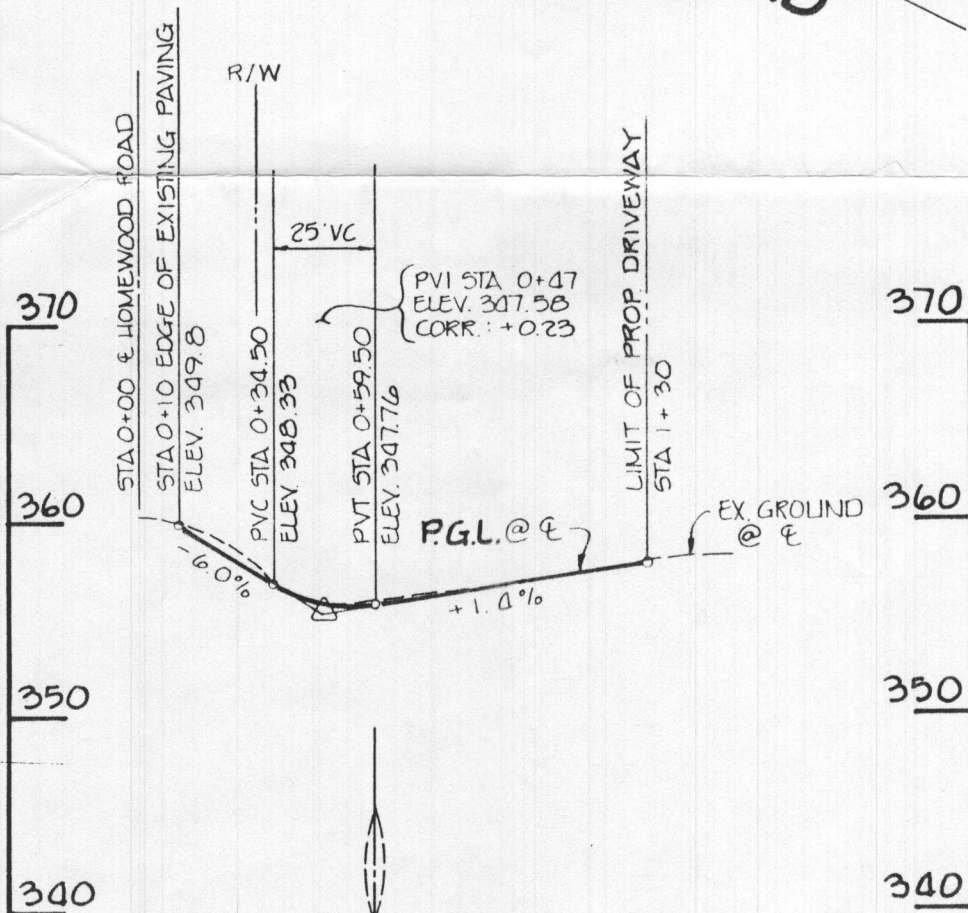 STA 0+00 ℄ HOMEWOOD ROAD
STA 0+10 EDGE OF EXISTING PAVING
ELEV. 349.8
R/W
25' VC
PVI STA 0+47
ELEV. 347.58
CORR.: +0.23
PVC STA 0+34.50
ELEV 348.33
PVT STA 0+59.50
ELEV. 347.76
LIMIT OF PROP DRIVEWAY
STA 1+30
370
370
360
360
P.G.L. @ ℄
EX. GROUND
@ ℄
-6.0%
+1.4%
350
350
340
340